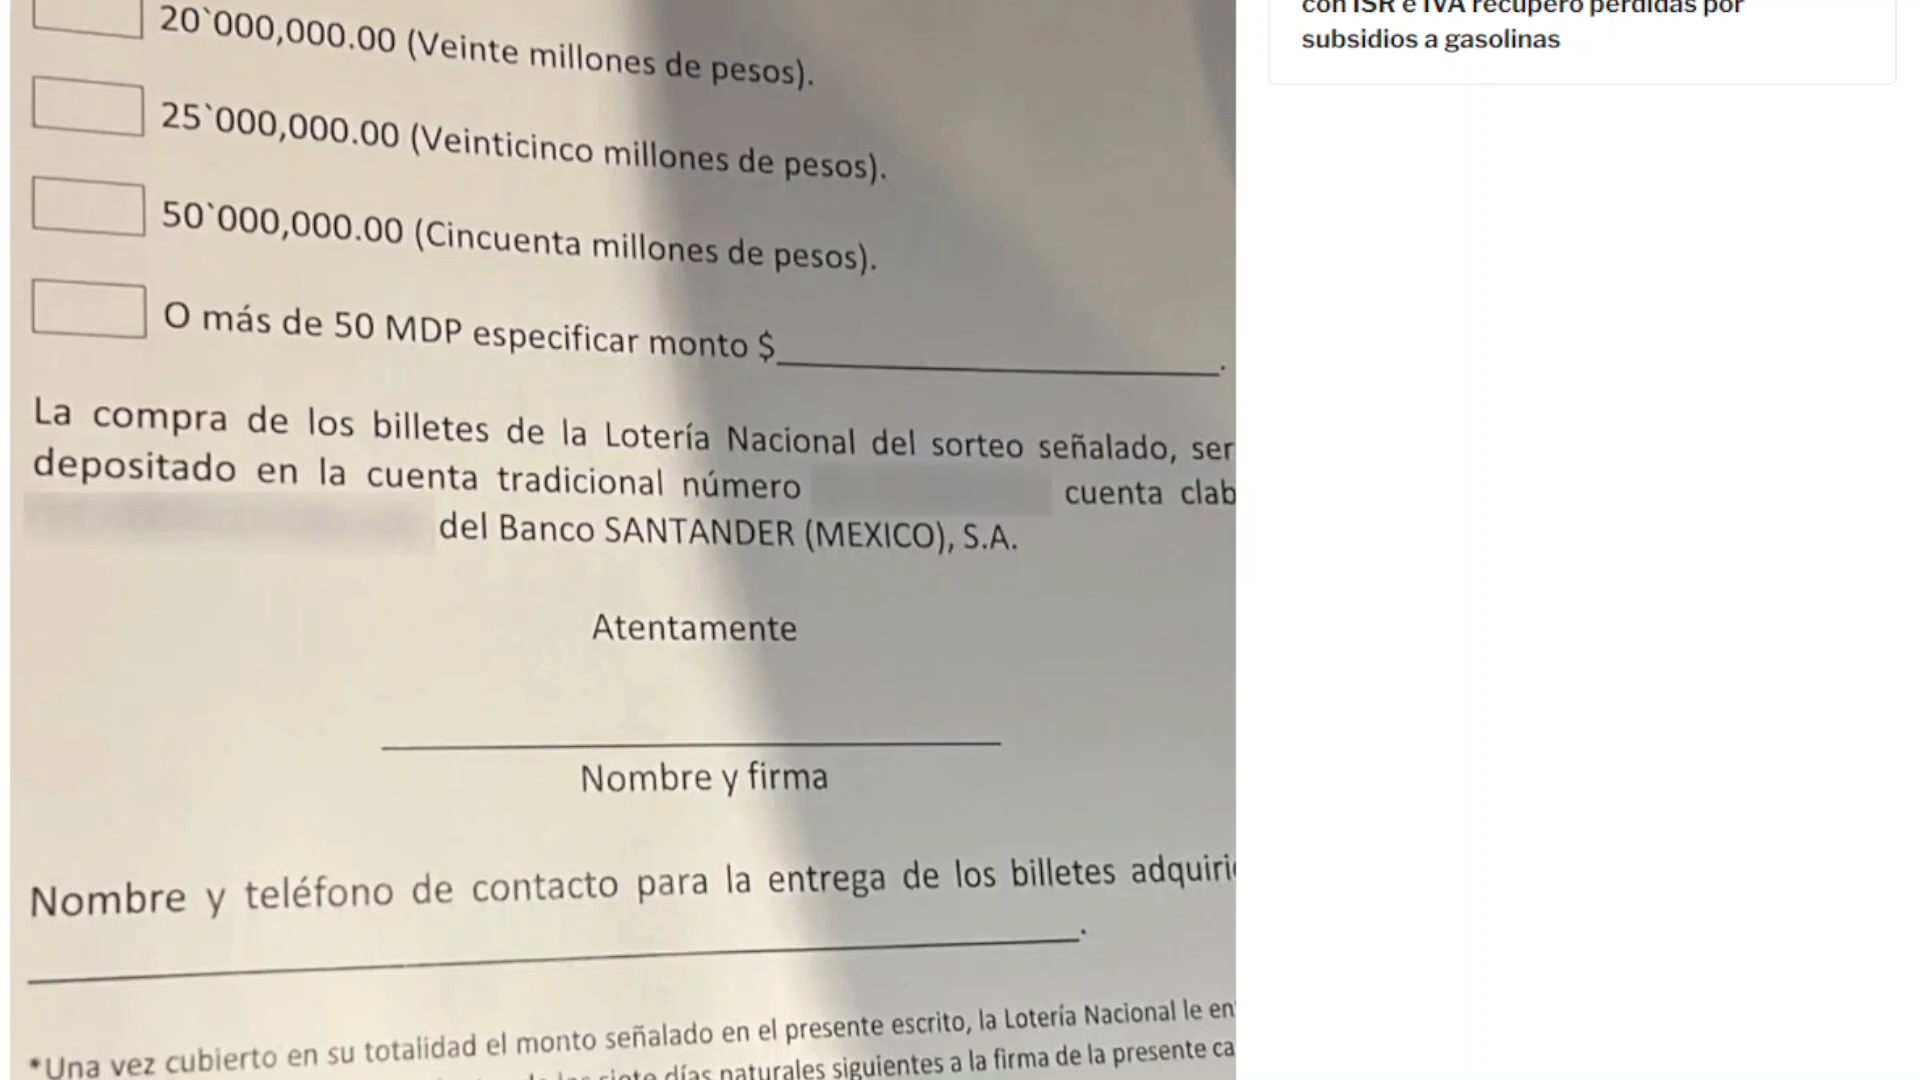 20`000,000.00 (Veinte millones de pesos).
25`000,000.00 (Veinticinco millones de pesos).
50`000,000.00 (Cincuenta millones de pesos).
O más de 50 MDP especificar monto $____________________.
La compra de los billetes de la Lotería Nacional del sorteo señalado, ser
depositado en la cuenta tradicional número cuenta clab
del Banco SANTANDER (MEXICO), S.A.
Atentamente
Nombre y firma
Nombre y teléfono de contacto para la entrega de los billetes adquiri
.
*Una vez cubierto en su totalidad el monto señalado en el presente escrito, la Lotería Nacional le en
siete días naturales siguientes a la firma de la presente ca
con ISR e IVA recuperó pérdidas por
subsidios a gasolinas